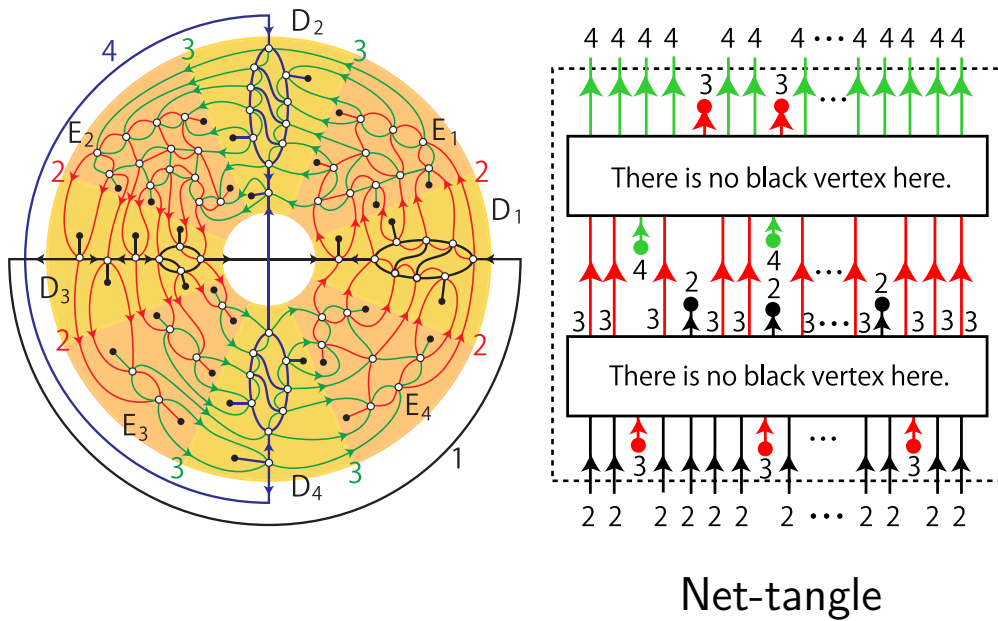 D₂
4
3
3
E₂
E₁
2
2
D₁
D₃
2
2
E₃
E₄
3
3
1
D₄
4 4 4 4 4 4 4 ··· 4 4 4 4 4
3 3 ···
There is no black vertex here.
4 4 ···
2 2 2
3 3 3 3 3 3 ··· 3 3 3 3
There is no black vertex here.
···
3 3 3
2 2 2 2 2 2 2 ··· 2 2 2 2
Net-tangle